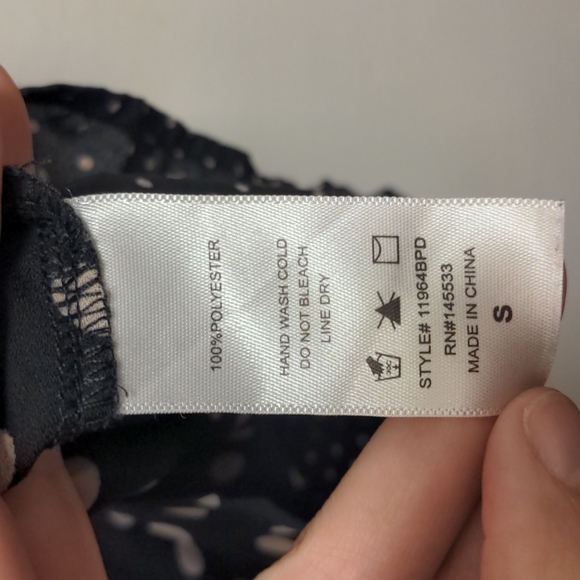 100%POLYESTER
HAND WASH COLD
DO NOT BLEACH
LINE DRY
STYLE# 11964BPD
RN#145533
MADE IN CHINA
S